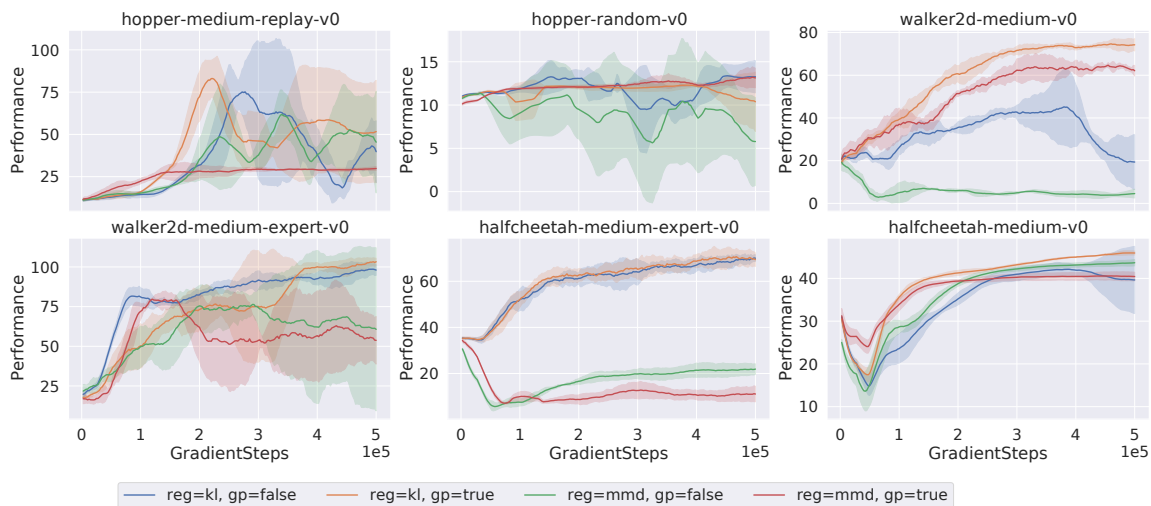 hopper-medium-replay-v0
hopper-random-v0
walker2d-medium-v0
Performance
100
75
50
25
Performance
15
10
5
0
Performance
80
60
40
20
0
walker2d-medium-expert-v0
halfcheetah-medium-expert-v0
halfcheetah-medium-v0
Performance
100
75
50
25
0 1 2 3 4 5
GradientSteps
1e5
Performance
60
40
20
0 1 2 3 4 5
GradientSteps
1e5
Performance
40
30
20
10
0 1 2 3 4 5
GradientSteps
1e5
reg=kl, gp=false reg=kl, gp=true reg=mmd, gp=false reg=mmd, gp=true